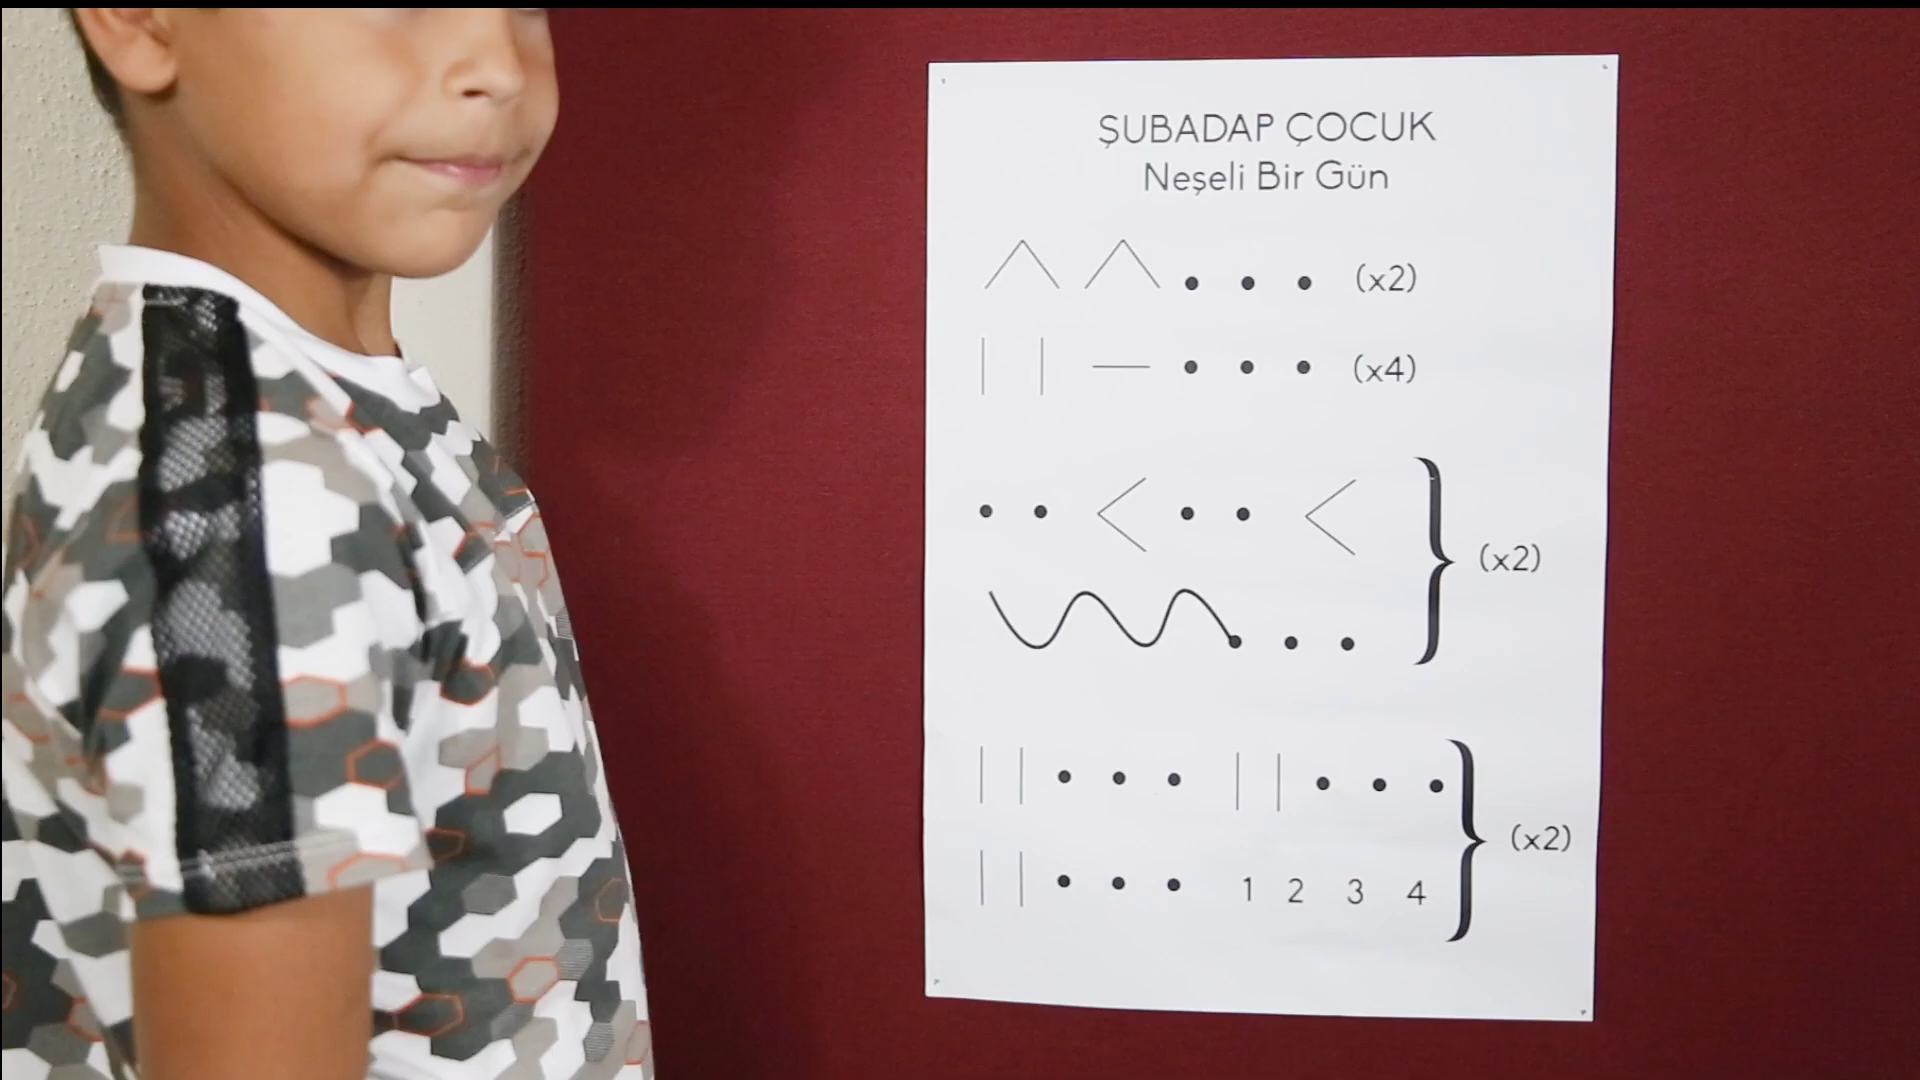 ŞUBADAP ÇOCUK
Neşeli Bir Gün
(x2)
(x4)
(x2)
(x2)
1 2 3 4